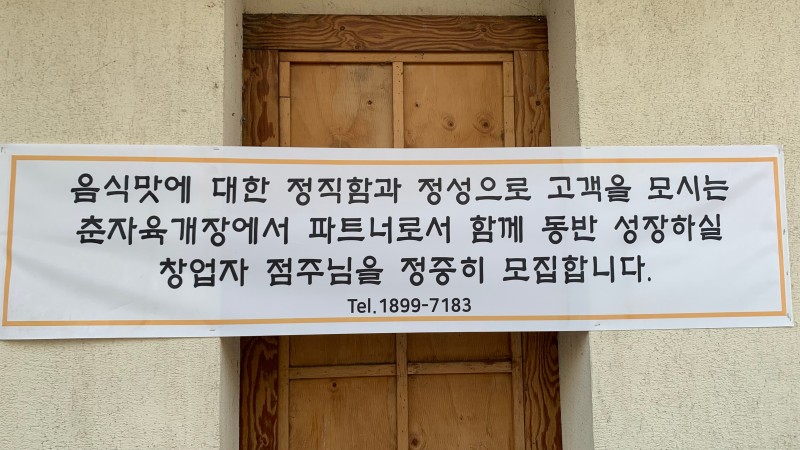 음식맛에 대한 정직함과 정성으로 고객을 모시는
춘자육개장에서 파트너로서 함께 동반 성장하실
창업자 점주님을 정중히 모집합니다.
Tel.1899-7183